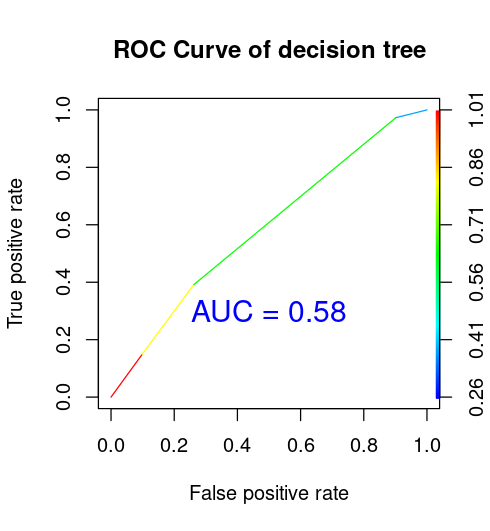 ROC Curve of decision tree
True positive rate
1.0
0.8
0.6
0.4
0.2
0.0
AUC = 0.58
1.01
0.86
0.71
0.56
0.41
0.26
0.0 0.2 0.4 0.6 0.8 1.0
False positive rate